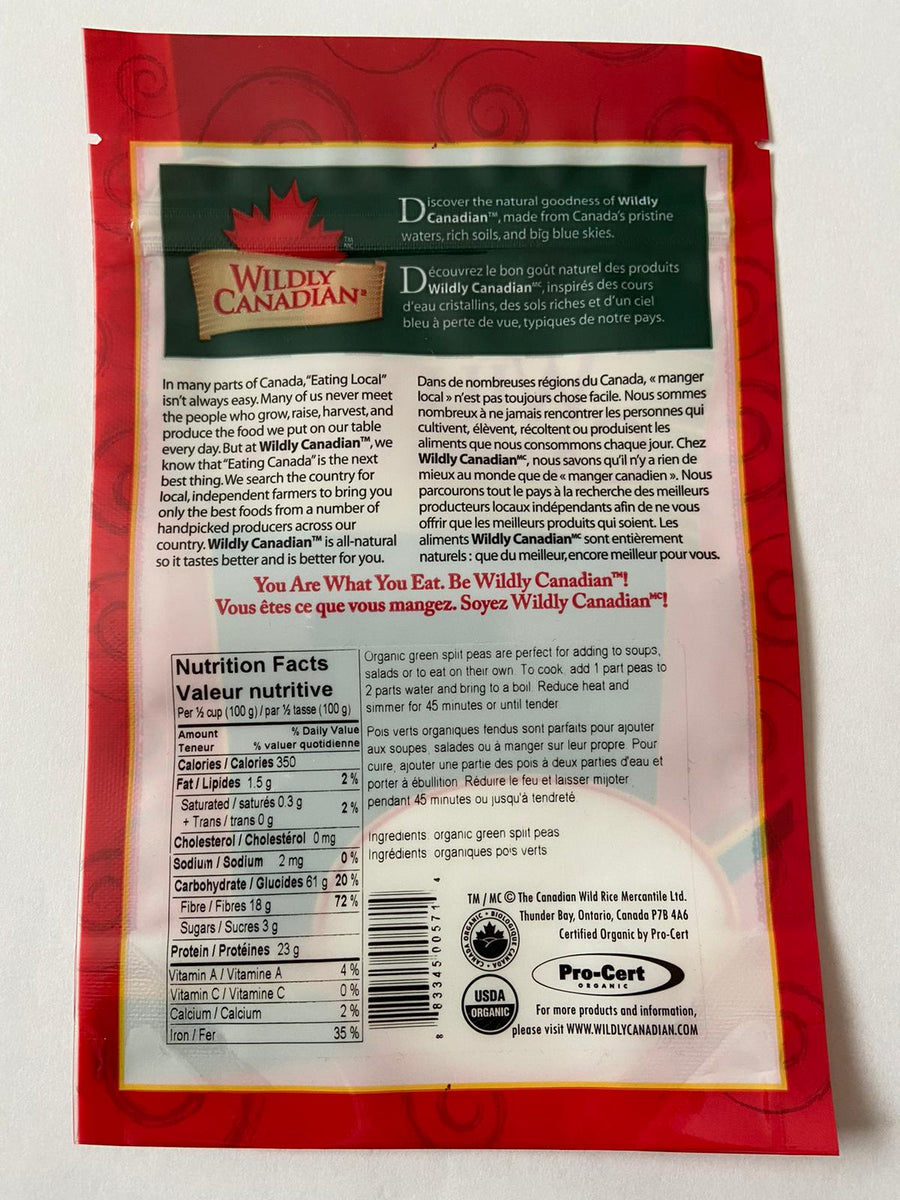 Discover the natural goodness of Wildly
Canadian™, made from Canada's pristine
waters, rich soils, and big blue skies.
WILDLY
CANADIAN
TM
MC
Découvrez le bon goût naturel des produits
Wildly Canadian MC, inspirés des cours
d'eau cristallins, des sols riches et d'un ciel
bleu à perte de vue, typiques de notre pays.
In many parts of Canada, "Eating Local"
isn't always easy. Many of us never meet
the people who grow, raise, harvest, and
produce the food we put on our table
every day. But at Wildly Canadian™, we
know that "Eating Canada" is the next
best thing. We search the country for
local, independent farmers to bring you
only the best foods from a number of
handpicked producers across our
country. Wildly Canadian™ is all-natural
so it tastes better and is better for you.
Dans de nombreuses régions du Canada, « manger
local » n'est pas toujours chose facile. Nous sommes
nombreux à ne jamais rencontrer les personnes qui
cultivent, élèvent, récoltent ou produisent les
aliments que nous consommons chaque jour. Chez
Wildly Canadian MC, nous savons qu'il n'y a rien de
mieux au monde que de « manger canadien ». Nous
parcourons tout le pays à la recherche des meilleurs
producteurs locaux indépendants afin de ne vous
offrir que les meilleurs produits qui soient. Les
aliments Wildly Canadian MC sont entièrement
naturels : que du meilleur, encore meilleur pour vous.
You Are What You Eat. Be Wildly Canadian™!
Vous êtes ce que vous mangez. Soyez Wildly Canadian MC!
Nutrition Facts
Valeur nutritive
Per ½ cup (100 g) / par ½ tasse (100 g)
Amount % Daily Value
Teneur % valuer quotidienne
Calories / Calories 350
Fat / Lipides 1.5 g 2 %
Saturated / saturés 0.3 g
+ Trans / trans 0 g 2 %
Cholesterol / Cholestérol 0 mg
Sodium / Sodium 2 mg 0 %
Carbohydrate / Glucides 61 g 20 %
Fibre / Fibres 18 g 72 %
Sugars / Sucres 3 g
Protein / Protéines 23 g
Vitamin A / Vitamine A 4 %
Vitamin C / Vitamine C 0 %
Calcium / Calcium 2 %
Iron / Fer 35 %
Organic green split peas are perfect for adding to soups,
salads or to eat on their own. To cook, add 1 part peas to
2 parts water and bring to a boil. Reduce heat and
simmer for 45 minutes or until tender.
Pois verts organiques fendus sont parfaits pour ajouter
aux soupes, salades ou à manger sur leur propre. Pour
cuire, ajouter une partie des pois à deux parties d'eau et
porter à ébullition. Réduire le feu et laisser mijoter
pendant 45 minutes ou jusqu'à tendreté.
Ingredients: organic green split peas
Ingrédients: organiques pois verts
8 83345 00571 4
TM / MC © The Canadian Wild Rice Mercantile Ltd.
Thunder Bay, Ontario, Canada P7B 4A6
Certified Organic by Pro-Cert
CANADA ORGANIC • BIOLOGIQUE CANADA •
Pro-Cert
ORGANIC
USDA
ORGANIC
For more products and information,
please visit WWW.WILDLYCANADIAN.COM